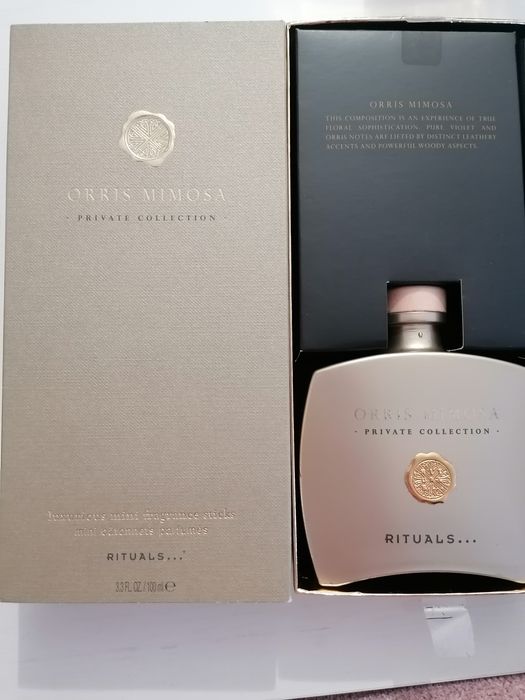 ORRIS MIMOSA
- PRIVATE COLLECTION -
luxurious mini fragrance sticks
mini bâtonnets parfumés
RITUALS...
3.3 FL. OZ. / 100 ml ℮
ORRIS MIMOSA
THIS COMPOSITION IS AN EXPERIENCE OF TRUE
FLORAL SOPHISTICATION. PURE VIOLET AND
ORRIS NOTES ARE LIFTED BY DISTINCT LEATHERY
ACCENTS AND POWERFUL WOODY ASPECTS.
ORRIS MIMOSA
- PRIVATE COLLECTION -
RITUALS...